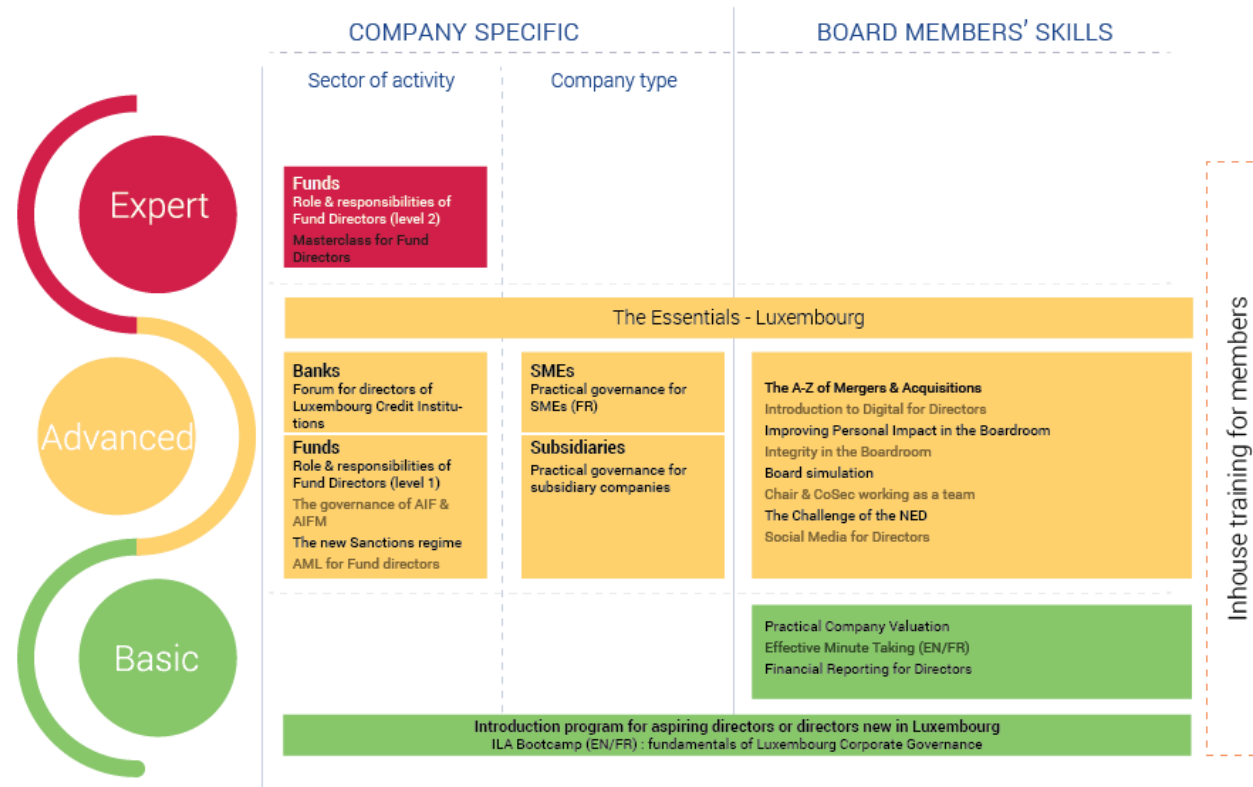 COMPANY SPECIFIC
BOARD MEMBERS' SKILLS
Sector of activity
Company type
Expert
Funds
Role & responsibilities of
Fund Directors (level 2)
Masterclass for Fund
Directors
The Essentials - Luxembourg
Advanced
Banks
Forum for directors of
Luxembourg Credit Institu-
tions
Funds
Role & responsibilities of
Fund Directors (level 1)
The governance of AIF &
AIFM
The new Sanctions regime
AML for Fund directors
SMEs
Practical governance for
SMEs (FR)
Subsidiaries
Practical governance for
subsidiary companies
The A-Z of Mergers & Acquisitions
Introduction to Digital for Directors
Improving Personal Impact in the Boardroom
Integrity in the Boardroom
Board simulation
Chair & CoSec working as a team
The Challenge of the NED
Social Media for Directors
Basic
Practical Company Valuation
Effective Minute Taking (EN/FR)
Financial Reporting for Directors
Introduction program for aspiring directors or directors new in Luxembourg
ILA Bootcamp (EN/FR) : fundamentals of Luxembourg Corporate Governance
Inhouse training for members